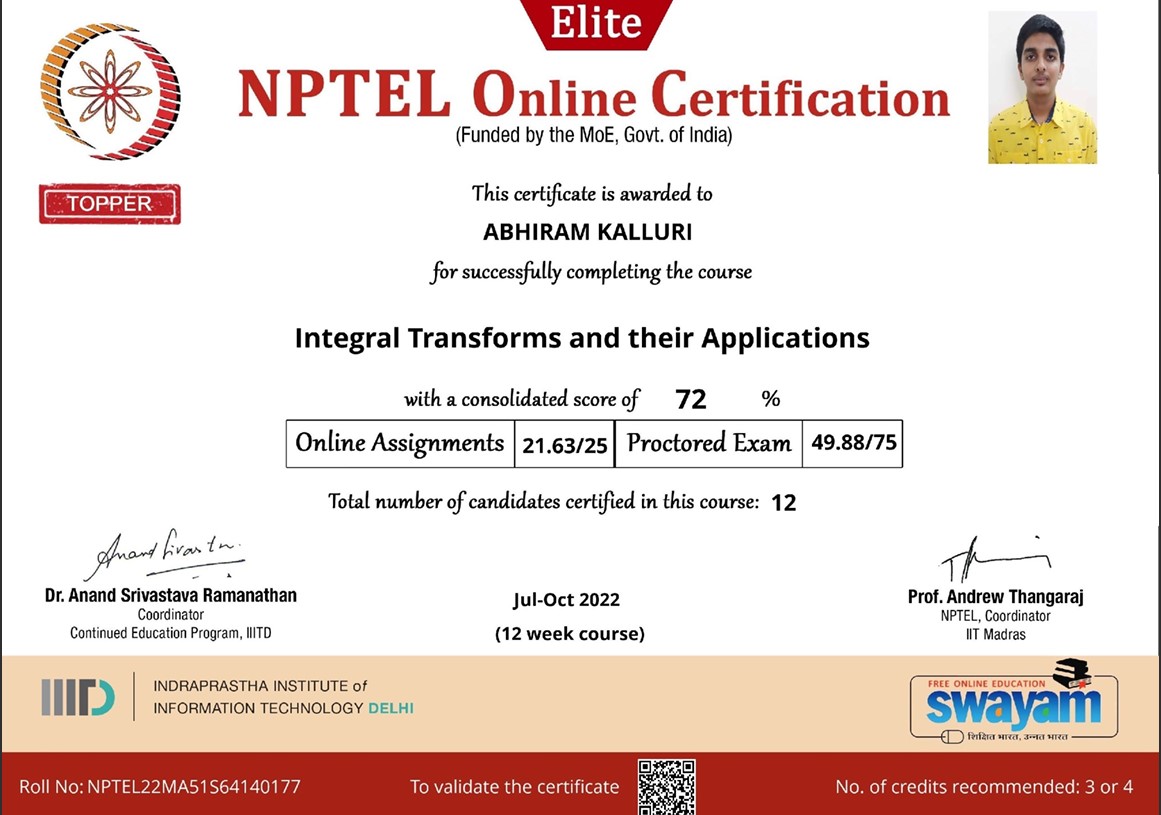 Elite
NPTEL Online Certification
(Funded by the MoE, Govt. of India)
TOPPER
This certificate is awarded to
ABHIRAM KALLURI
for successfully completing the course
Integral Transforms and their Applications
with a consolidated score of 72 %
Online Assignments 21.63/25 Proctored Exam 49.88/75
Total number of candidates certified in this course: 12
Dr. Anand Srivastava Ramanathan
Coordinator
Continued Education Program, IIITD
Jul-Oct 2022
(12 week course)
Prof. Andrew Thangaraj
NPTEL, Coordinator
IIT Madras
IIITD
INDRAPRASTHA INSTITUTE of
INFORMATION TECHNOLOGY DELHI
FREE ONLINE EDUCATION
swayam
शिक्षित भारत, उन्नत भारत
Roll No: NPTEL22MA51S64140177
To validate the certificate
No. of credits recommended: 3 or 4